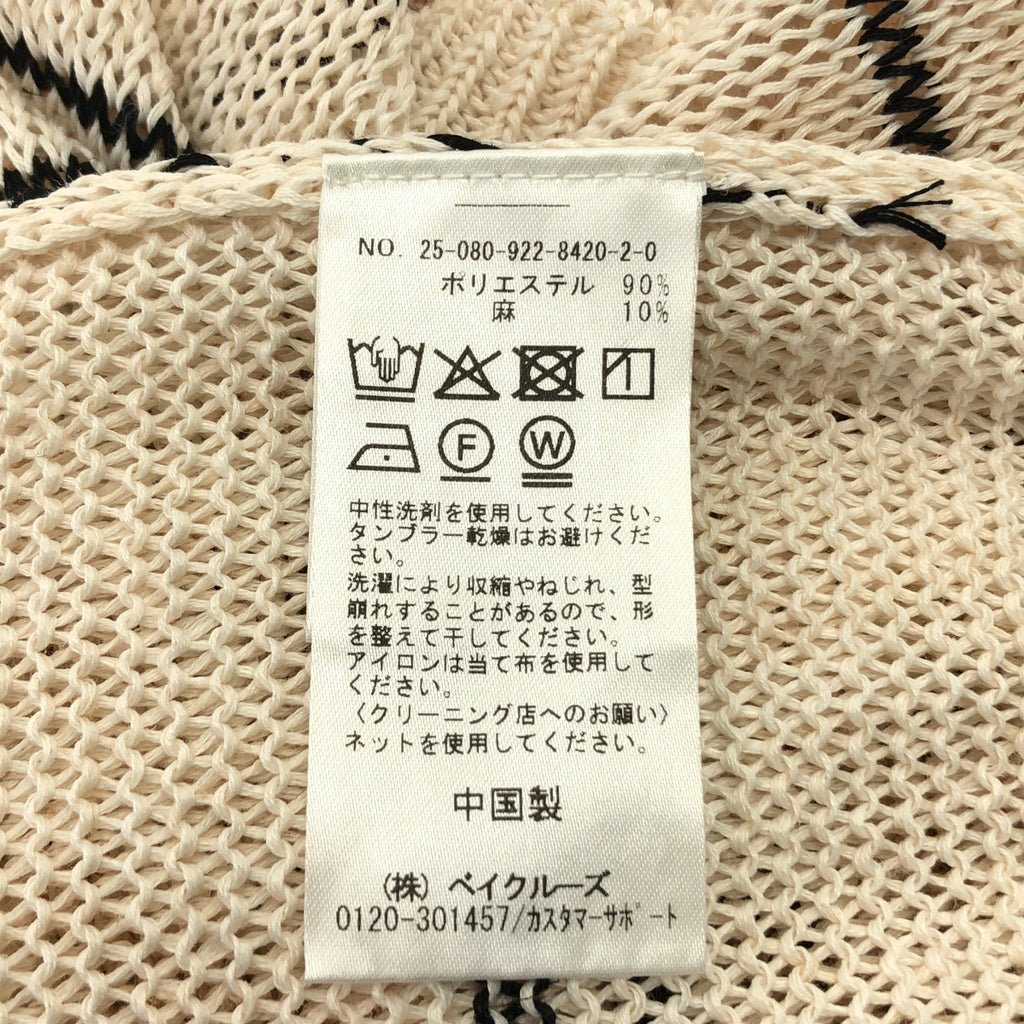 NO. 25-080-922-8420-2-0
ポリエステル 90%
麻 10%
F W
中性洗剤を使用してください。
タンブラー乾燥はお避けくだ
さい。
洗濯により収縮やねじれ、型
崩れすることがあるので、形
を整えて干してください。
アイロンは当て布を使用して
ください。
〈クリーニング店へのお願い〉
ネットを使用してください。
中国製
(株) ベイクルーズ
0120-301457/カスタマーサポート